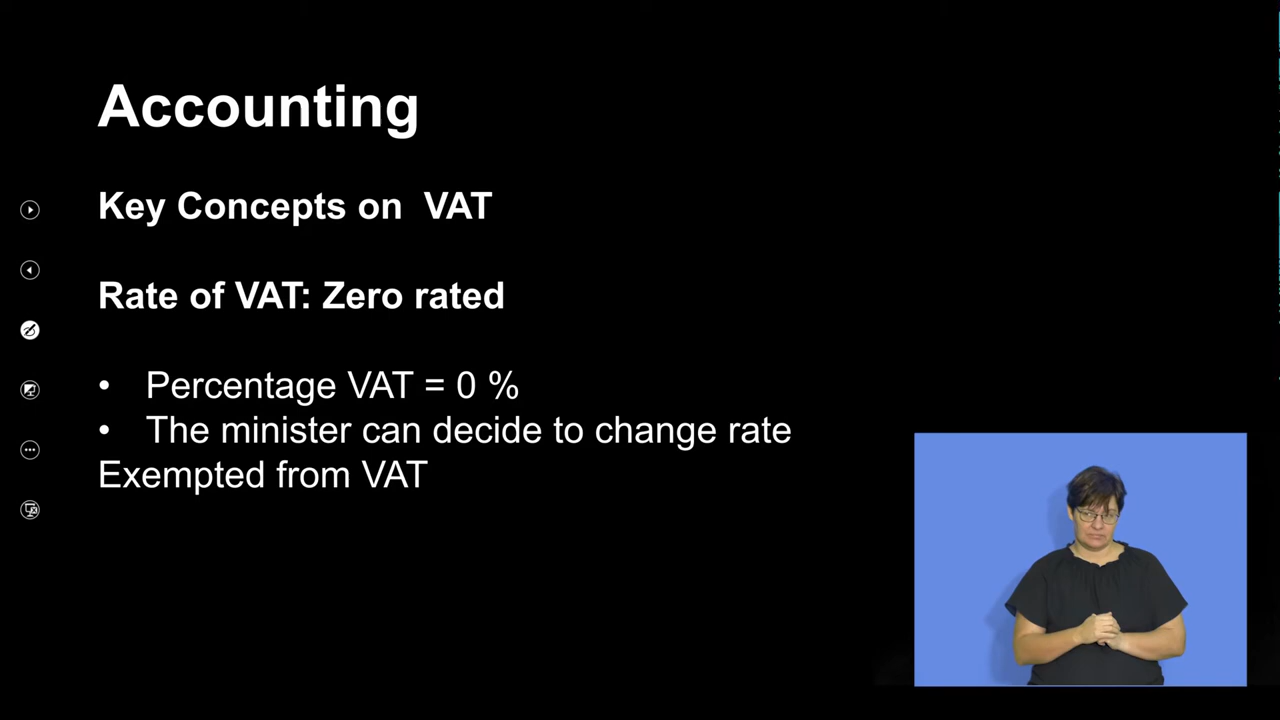 Accounting
Key Concepts on  VAT
Rate of VAT: Zero rated
• Percentage VAT = 0 %
• The minister can decide to change rate
Exempted from VAT